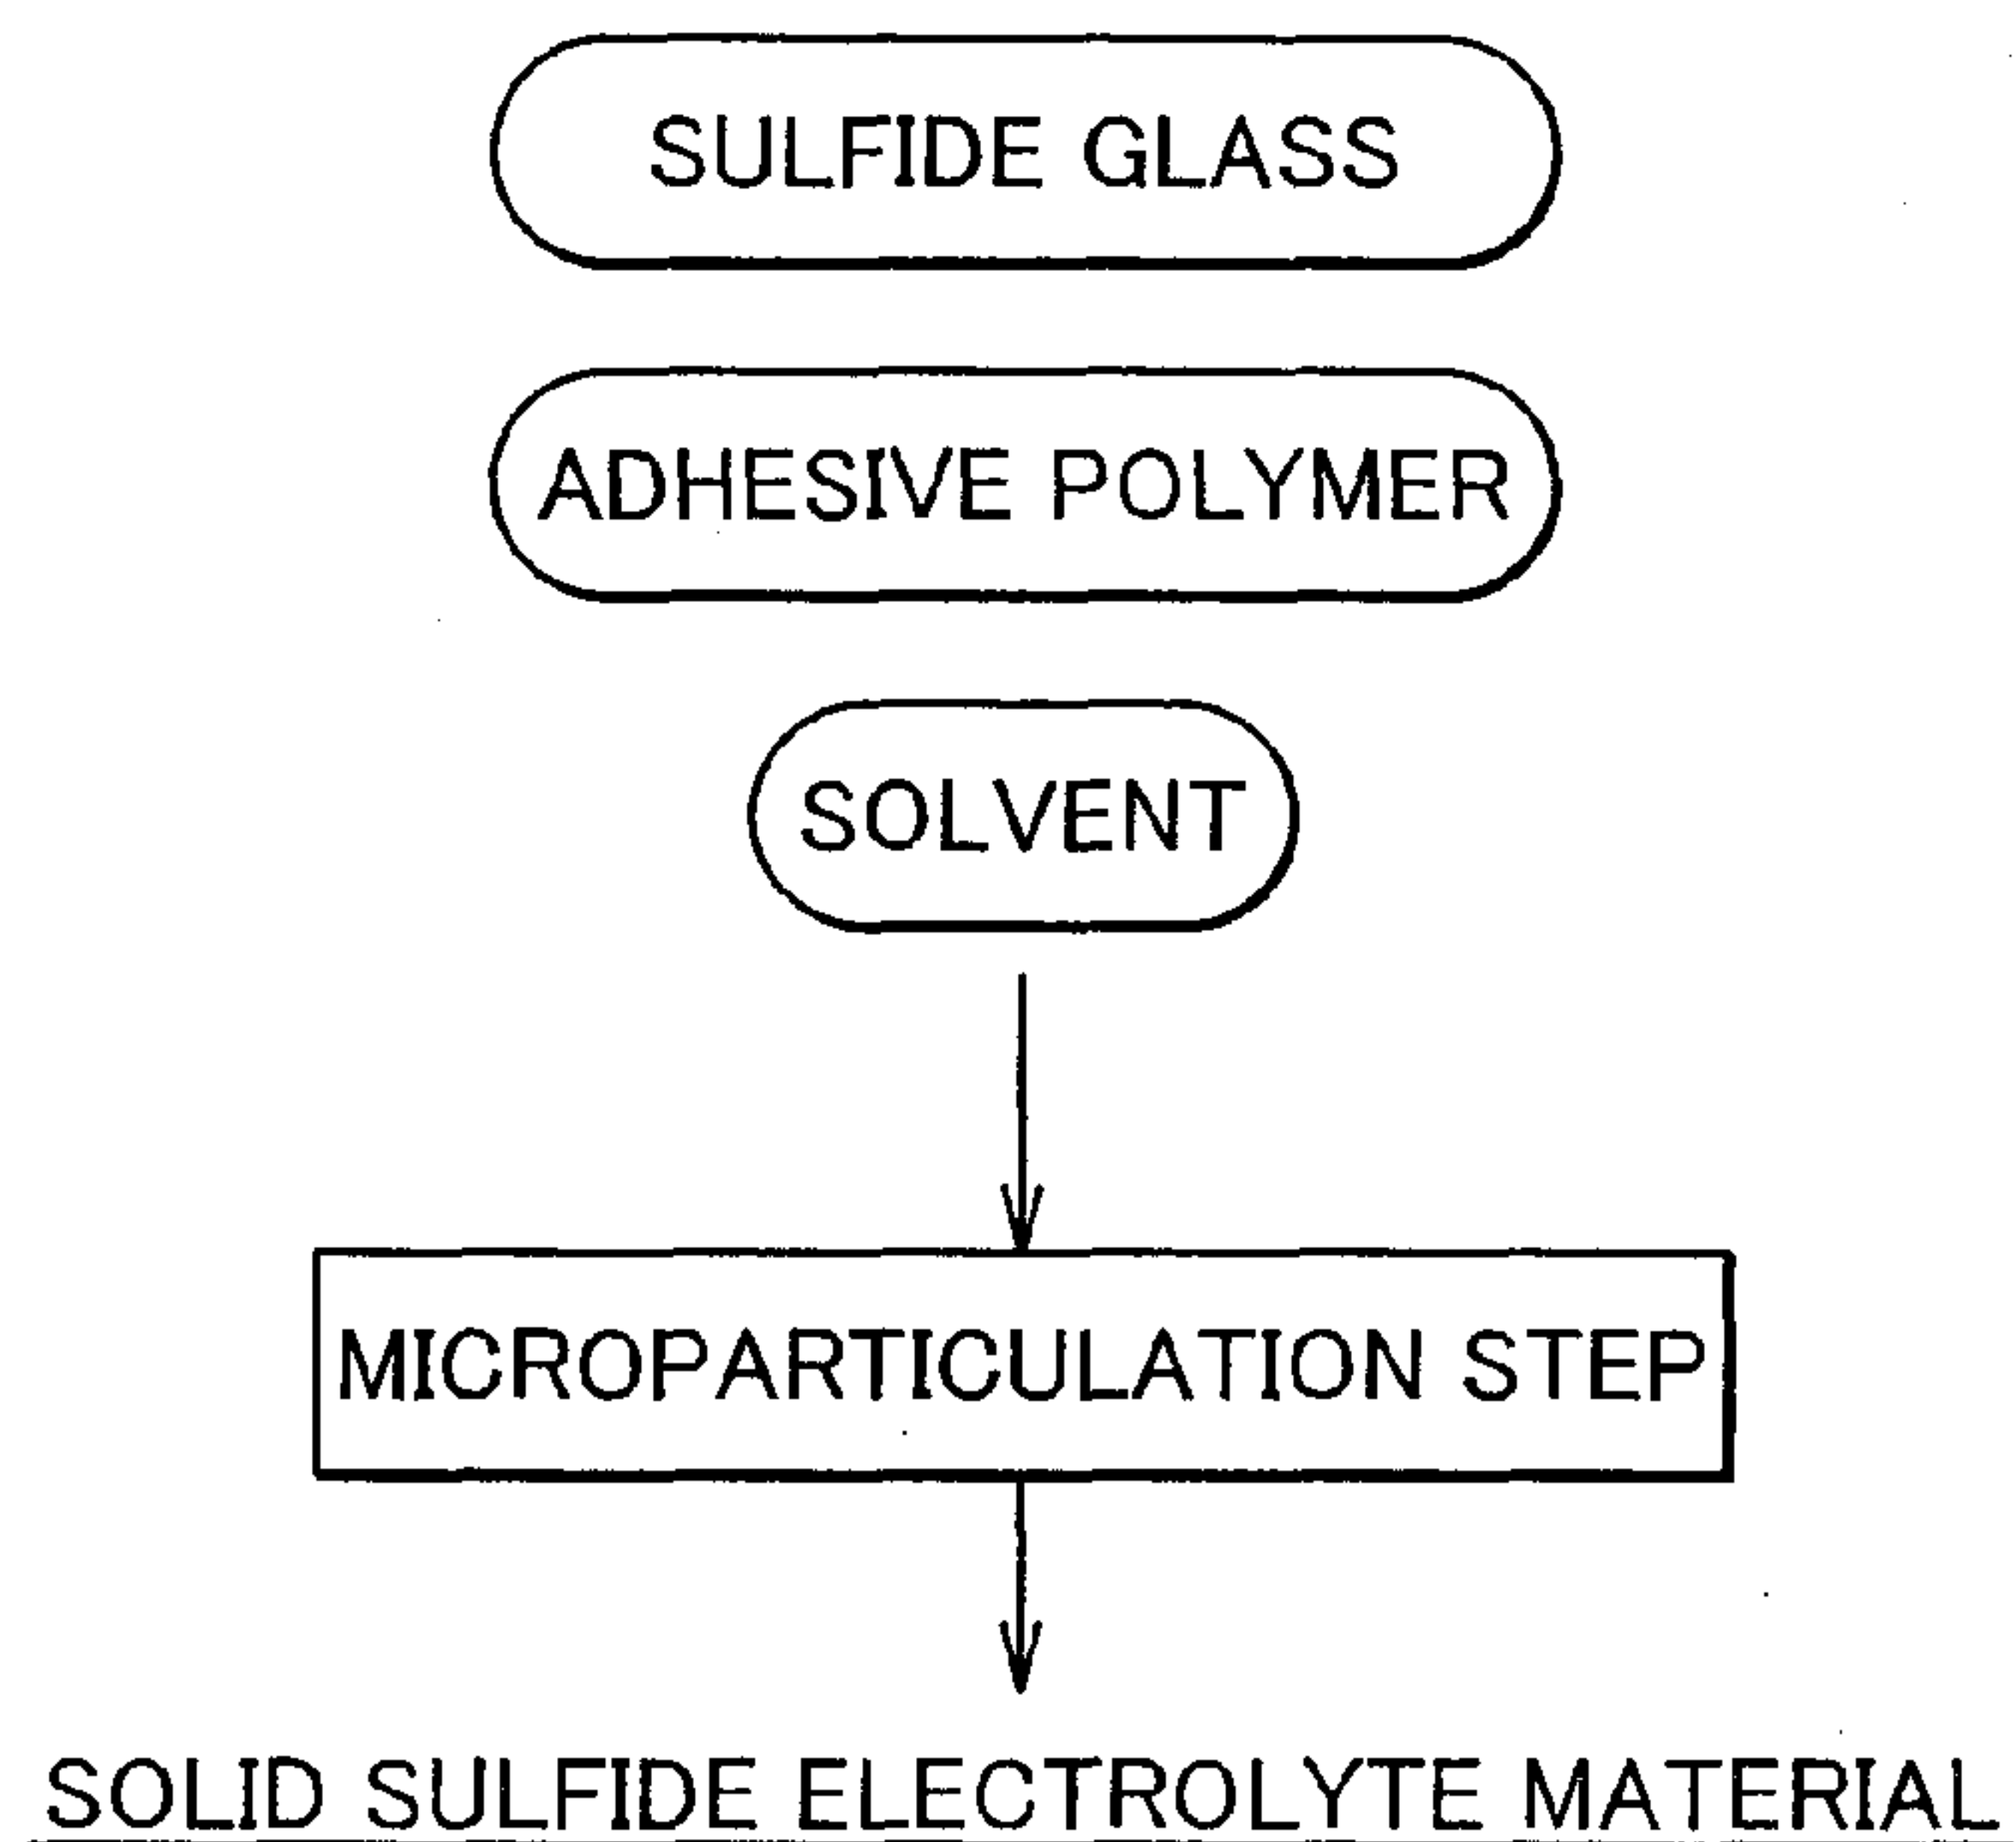 SULFIDE GLASS
ADHESIVE POLYMER
SOLVENT
MICROPARTICULATION STEP
SOLID SULFIDE ELECTROLYTE MATERIAL